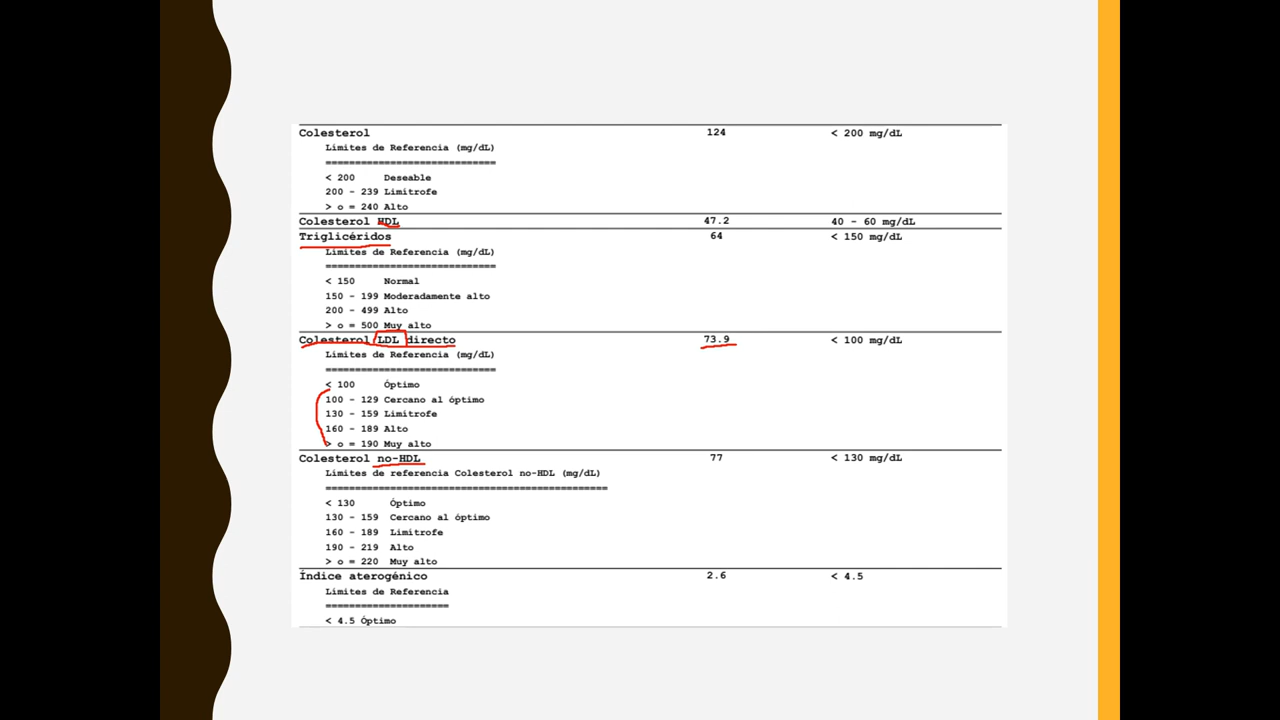 Colesterol 124 < 200 mg/dL
Límites de Referencia (mg/dL)
============================
< 200 Deseable
200 - 239 Limítrofe
> o = 240 Alto
Colesterol HDL 47.2 40 - 60 mg/dL
Triglicéridos 64 < 150 mg/dL
Límites de Referencia (mg/dL)
============================
< 150 Normal
150 - 199 Moderadamente alto
200 - 499 Alto
> o = 500 Muy alto
Colesterol LDL directo 73.9 < 100 mg/dL
Límites de Referencia (mg/dL)
============================
< 100 Óptimo
100 - 129 Cercano al óptimo
130 - 159 Limítrofe
160 - 189 Alto
> o = 190 Muy alto
Colesterol no-HDL 77 < 130 mg/dL
Límites de referencia Colesterol no-HDL (mg/dL)
===============================================
< 130 Óptimo
130 - 159 Cercano al óptimo
160 - 189 Limítrofe
190 - 219 Alto
> o = 220 Muy alto
Índice aterogénico 2.6 < 4.5
Límites de Referencia
=====================
< 4.5 Óptimo